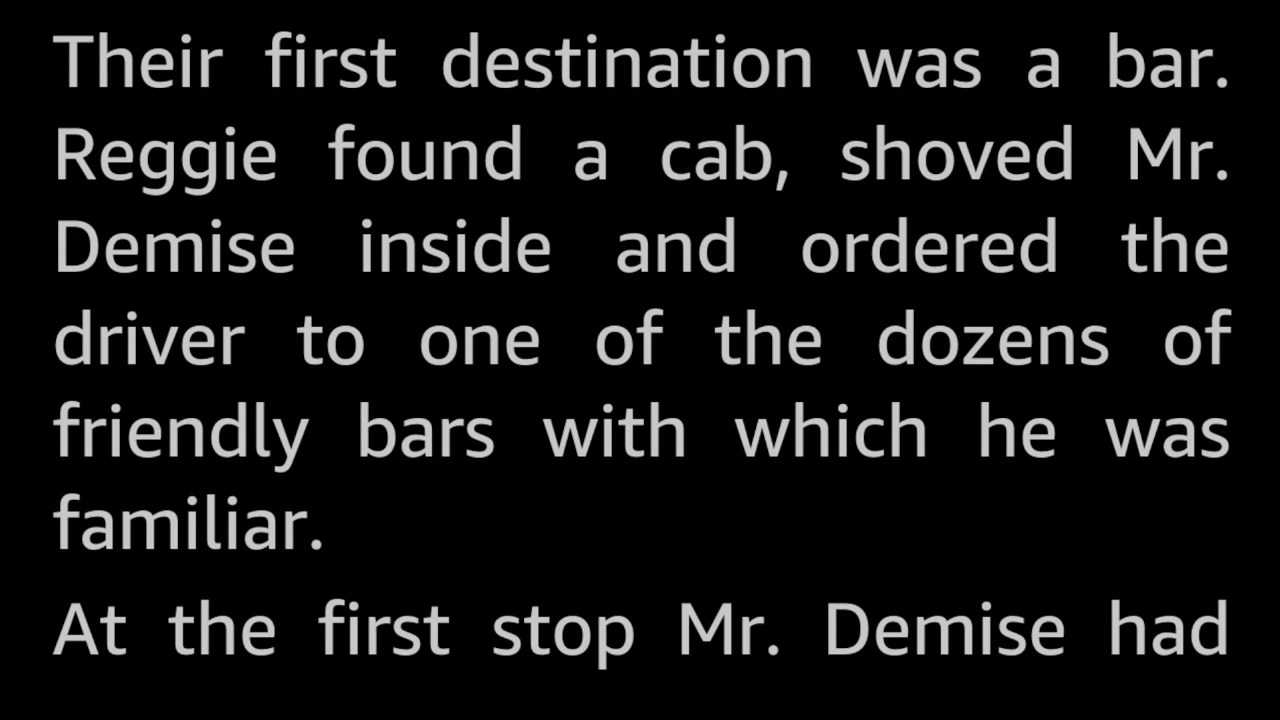 Their first destination was a bar.
Reggie found a cab, shoved Mr.
Demise inside and ordered the
driver to one of the dozens of
friendly bars with which he was
familiar.
At the first stop Mr. Demise had